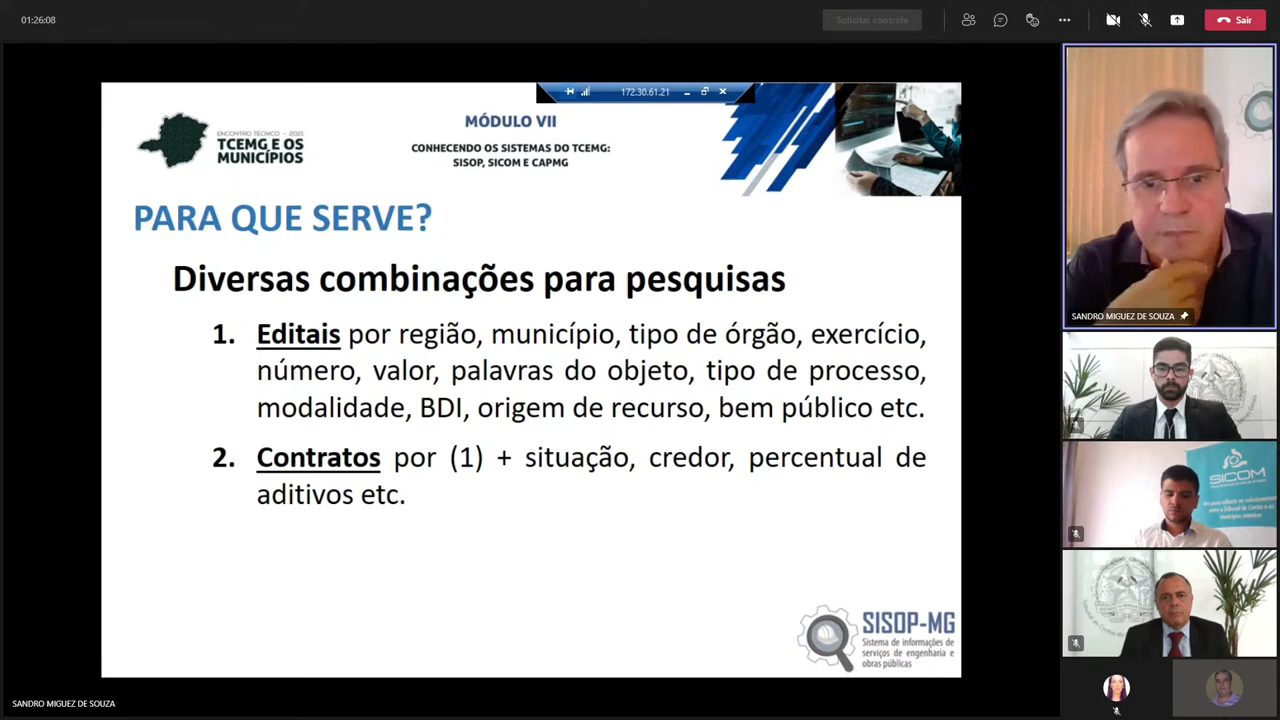 01:26:08
Solicitar controle
Sair
172.30.61.21
ENCONTRO TÉCNICO – 2021
TCEMG E OS
MUNICÍPIOS
MÓDULO VII
CONHECENDO OS SISTEMAS DO TCEMG:
SISOP, SICOM E CAPMG
PARA QUE SERVE?
Diversas combinações para pesquisas
1. Editais por região, município, tipo de órgão, exercício,
número, valor, palavras do objeto, tipo de processo,
modalidade, BDI, origem de recurso, bem público etc.
2. Contratos por (1) + situação, credor, percentual de
aditivos etc.
SISOP-MG
Sistema de informações de
serviços de engenharia e
obras públicas
SANDRO MIGUEZ DE SOUZA
SICOM
SANDRO MIGUEZ DE SOUZA